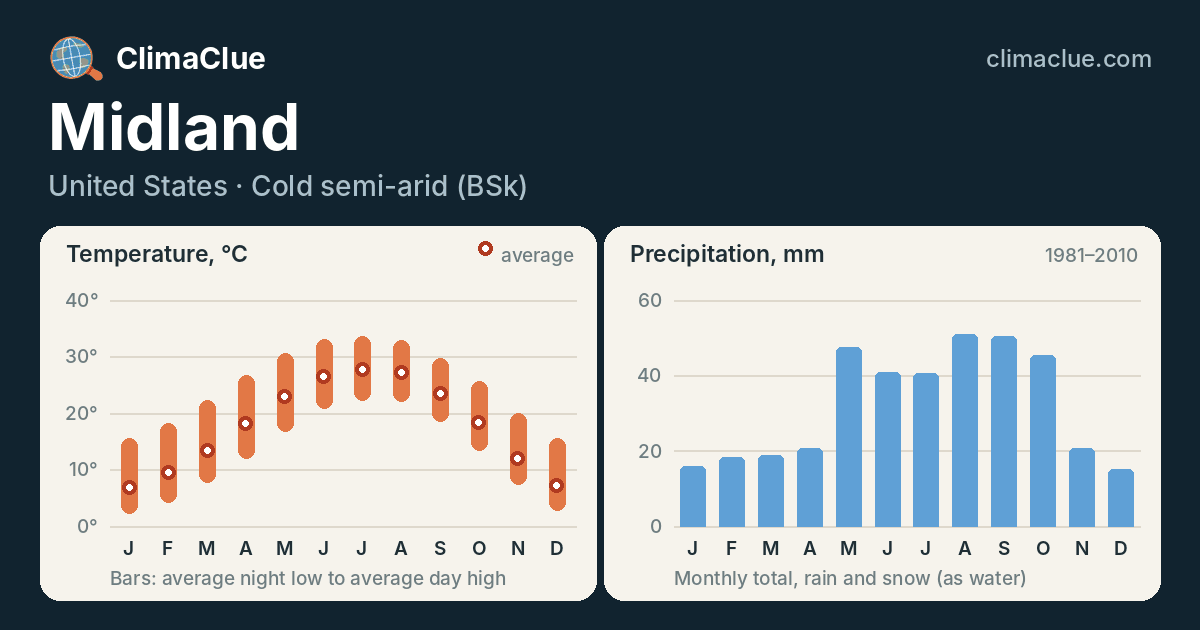 ClimaClue
climaclue.com
Midland
United States · Cold semi-arid (BSk)
Temperature, °C
average
40°
30°
20°
10°
0°
J F M A M J J A S O N D
Bars: average night low to average day high
Precipitation, mm
1981–2010
60
40
20
0
J F M A M J J A S O N D
Monthly total, rain and snow (as water)